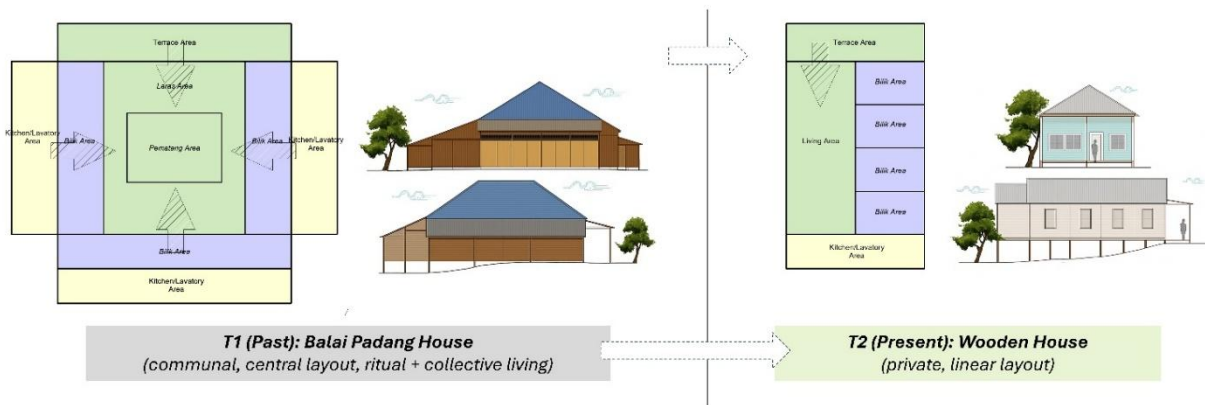 Terrace Area
Laras Area
Kitchen/Lavatory
Area
Bilik Area
Pemateng Area
Bilik Area
Kitchen/Lavatory
Area
Bilik Area
Kitchen/Lavatory
Area
Terrace Area
Living Area
Bilik Area
Bilik Area
Bilik Area
Bilik Area
Kitchen/Lavatory
Area
T1 (Past): Balai Padang House
(communal, central layout, ritual + collective living)
T2 (Present): Wooden House
(private, linear layout)